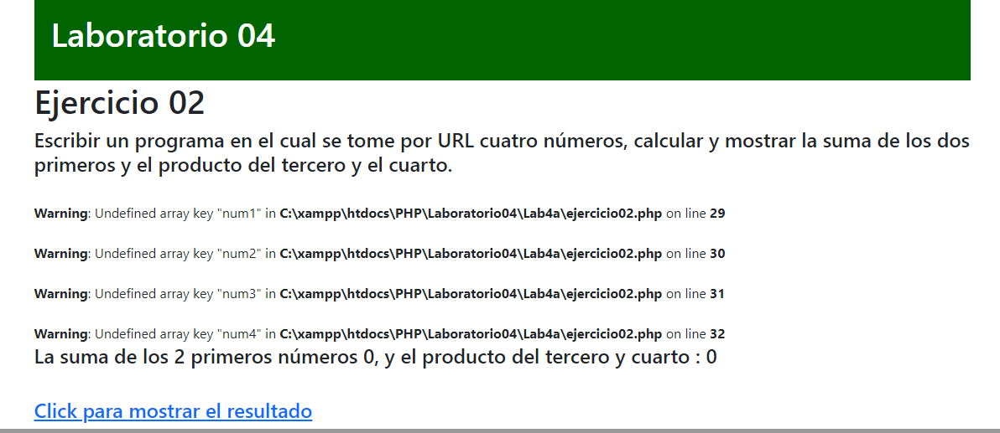 Laboratorio 04
Ejercicio 02
Escribir un programa en el cual se tome por URL cuatro números, calcular y mostrar la suma de los dos
primeros y el producto del tercero y el cuarto.
Warning: Undefined array key "num1" in C:\xampp\htdocs\PHP\Laboratorio04\Lab4a\ejercicio02.php on line 29
Warning: Undefined array key "num2" in C:\xampp\htdocs\PHP\Laboratorio04\Lab4a\ejercicio02.php on line 30
Warning: Undefined array key "num3" in C:\xampp\htdocs\PHP\Laboratorio04\Lab4a\ejercicio02.php on line 31
Warning: Undefined array key "num4" in C:\xampp\htdocs\PHP\Laboratorio04\Lab4a\ejercicio02.php on line 32
La suma de los 2 primeros números 0, y el producto del tercero y cuarto : 0
Click para mostrar el resultado